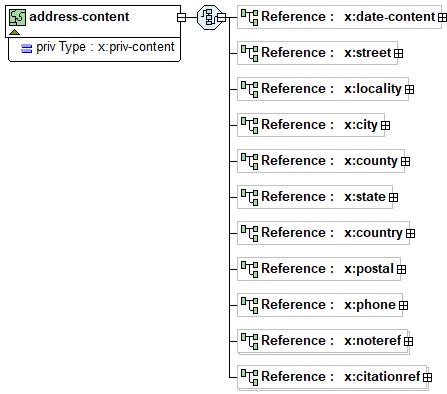 address-content
priv Type : x:priv-content
Reference : x:date-content
Reference : x:street
Reference : x:locality
Reference : x:city
Reference : x:county
Reference : x:state
Reference : x:country
Reference : x:postal
Reference : x:phone
Reference : x:noteref
Reference : x:citationref